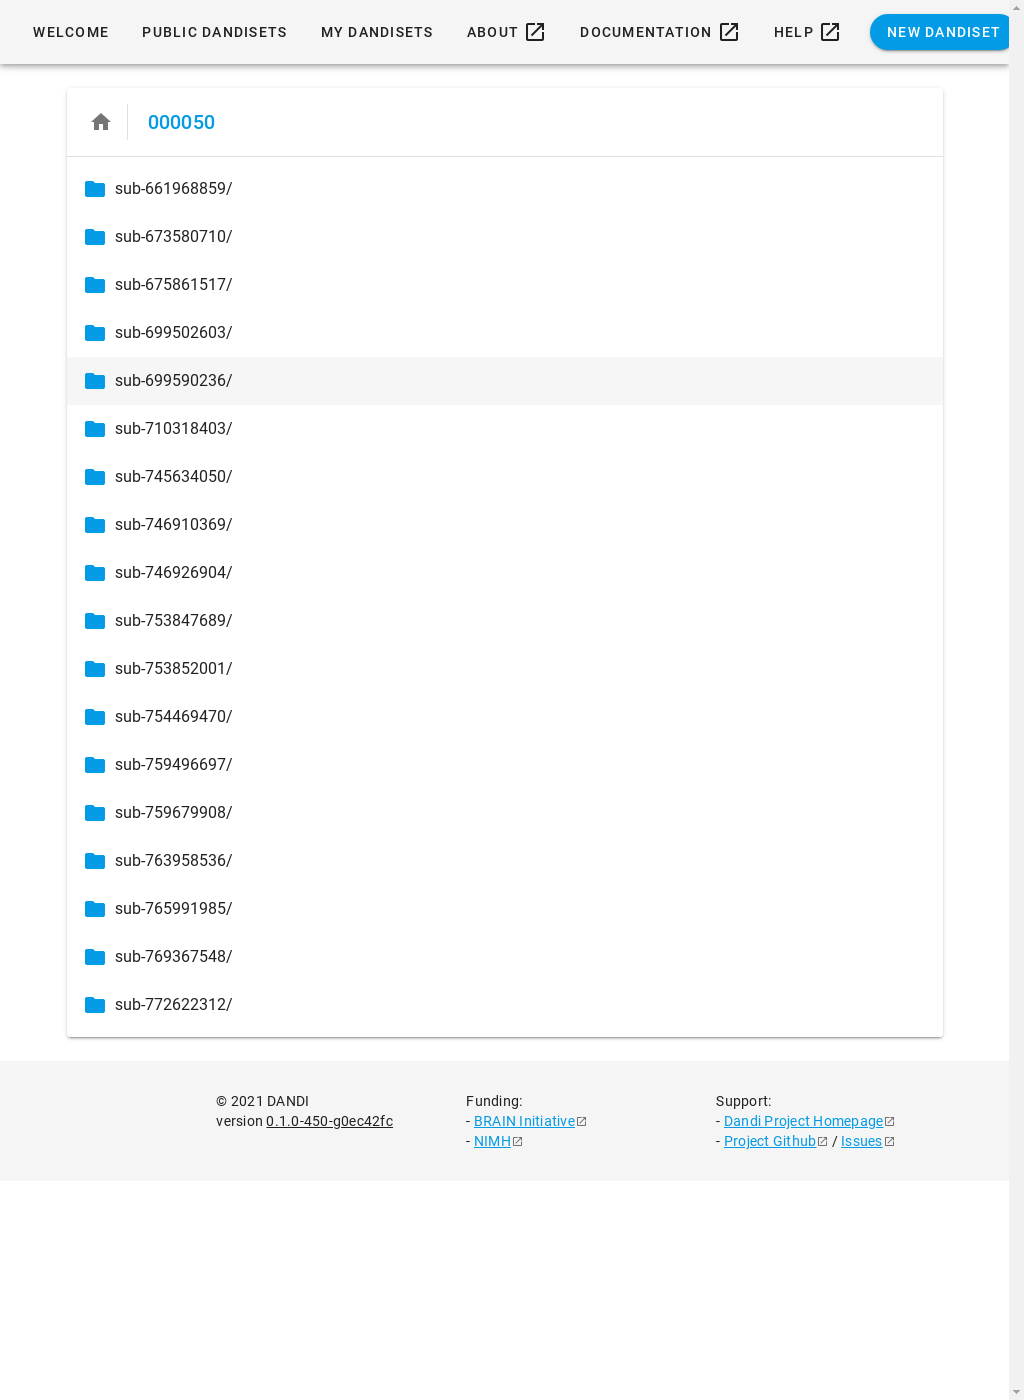 WELCOME PUBLIC DANDISETS MY DANDISETS ABOUT DOCUMENTATION HELP NEW DANDISET
000050
sub-661968859/
sub-673580710/
sub-675861517/
sub-699502603/
sub-699590236/
sub-710318403/
sub-745634050/
sub-746910369/
sub-746926904/
sub-753847689/
sub-753852001/
sub-754469470/
sub-759496697/
sub-759679908/
sub-763958536/
sub-765991985/
sub-769367548/
sub-772622312/
© 2021 DANDI
version 0.1.0-450-g0ec42fc
Funding:
- BRAIN Initiative
- NIMH
Support:
- Dandi Project Homepage
- Project Github / Issues